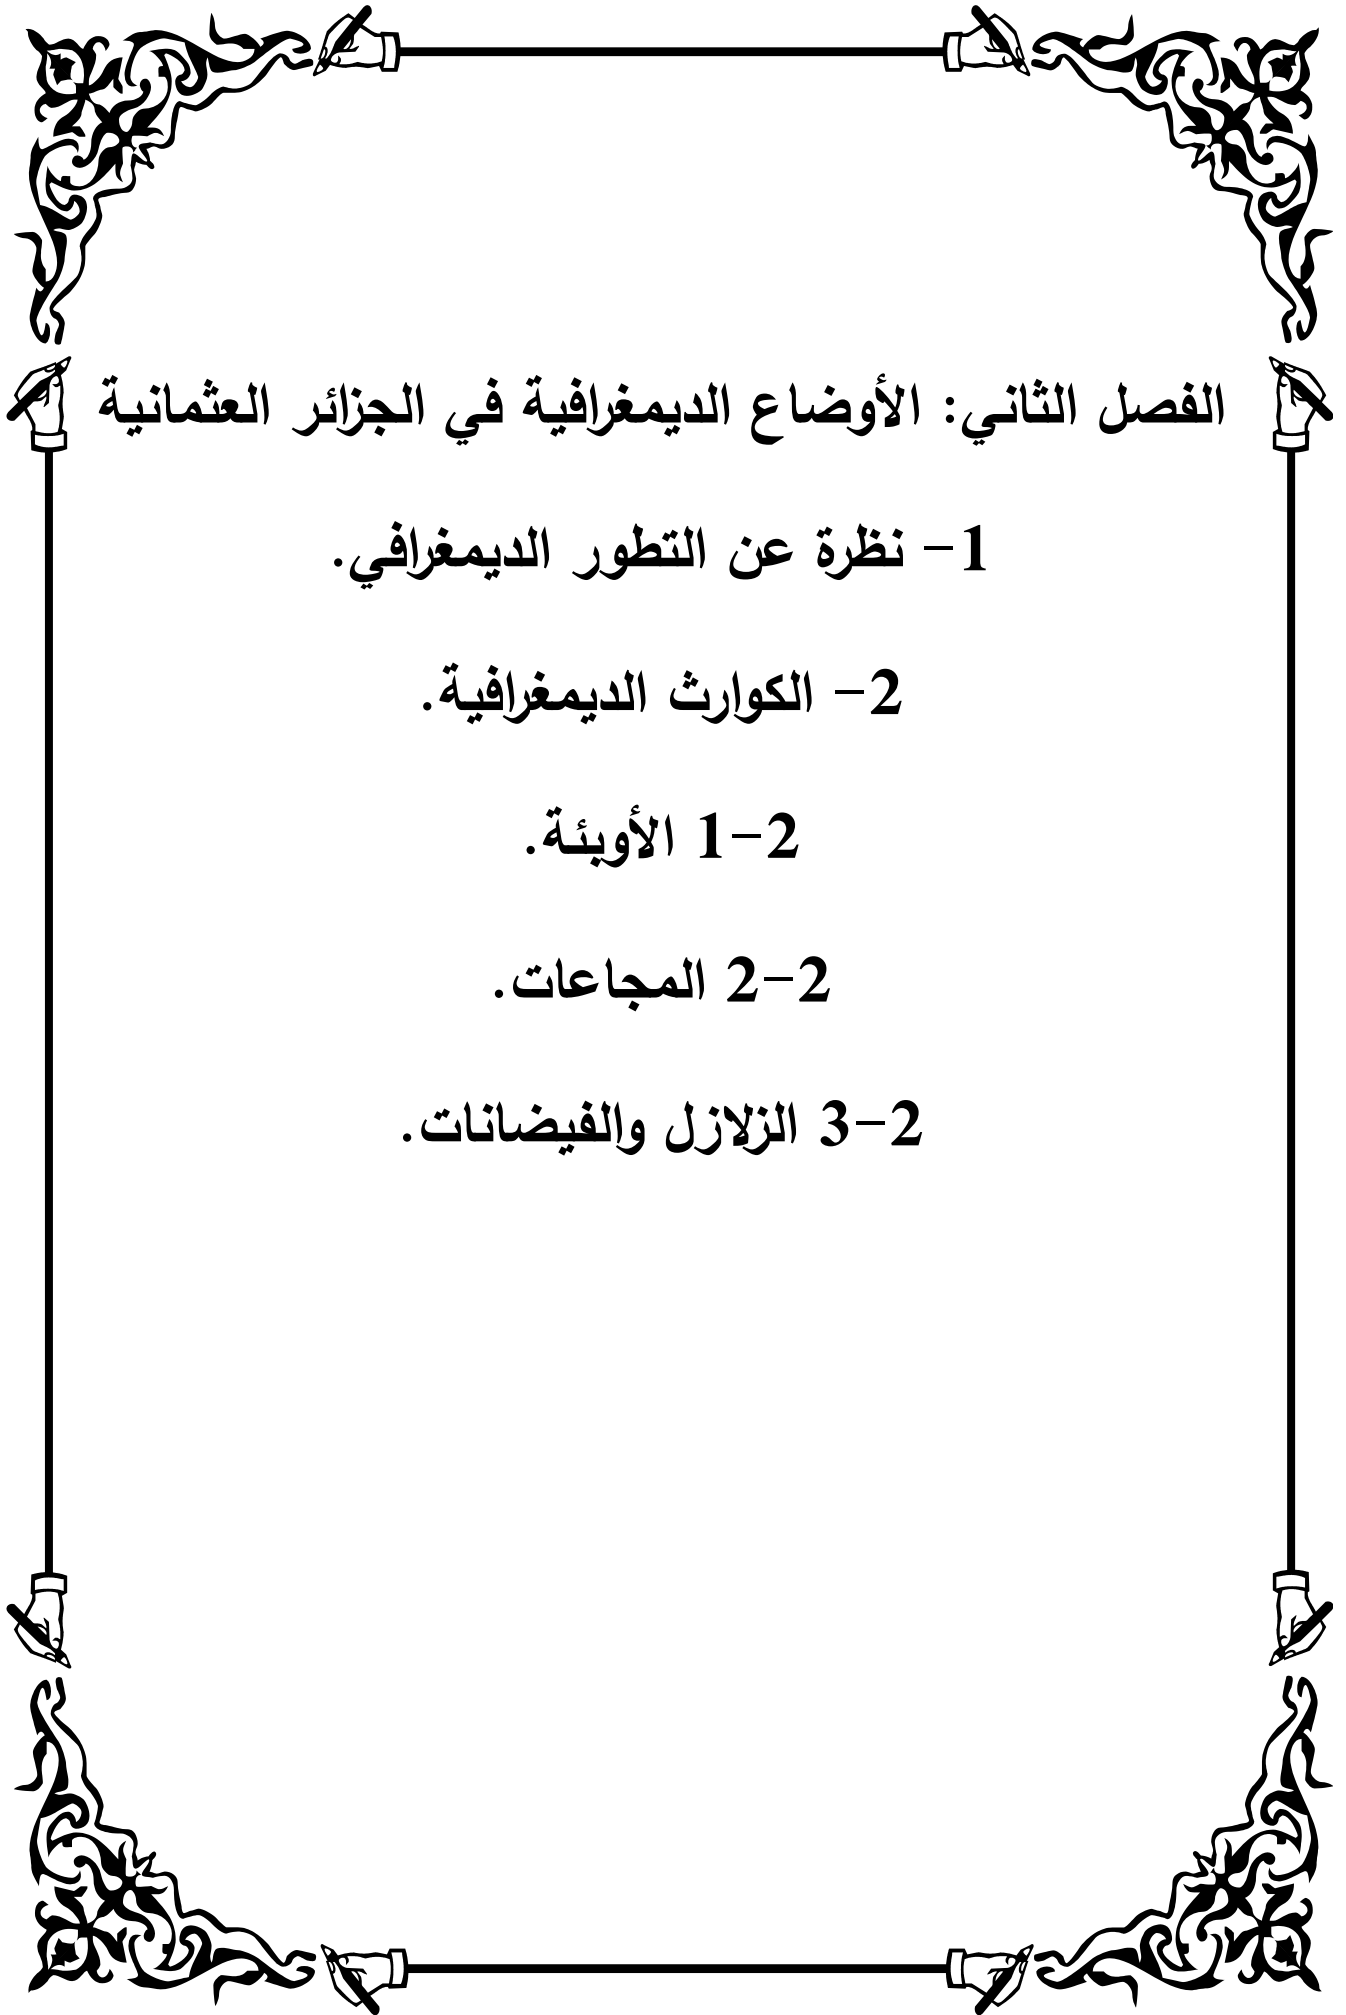 الفصل الثاني: الأوضاع الديمغرافية في الجزائر العثمانية
1- نظرة عن التطور الديمغرافي.
2- الكوارث الديمغرافية.
2-1 الأوبئة.
2-2 المجاعات.
2-3 الزلازل والفيضانات.